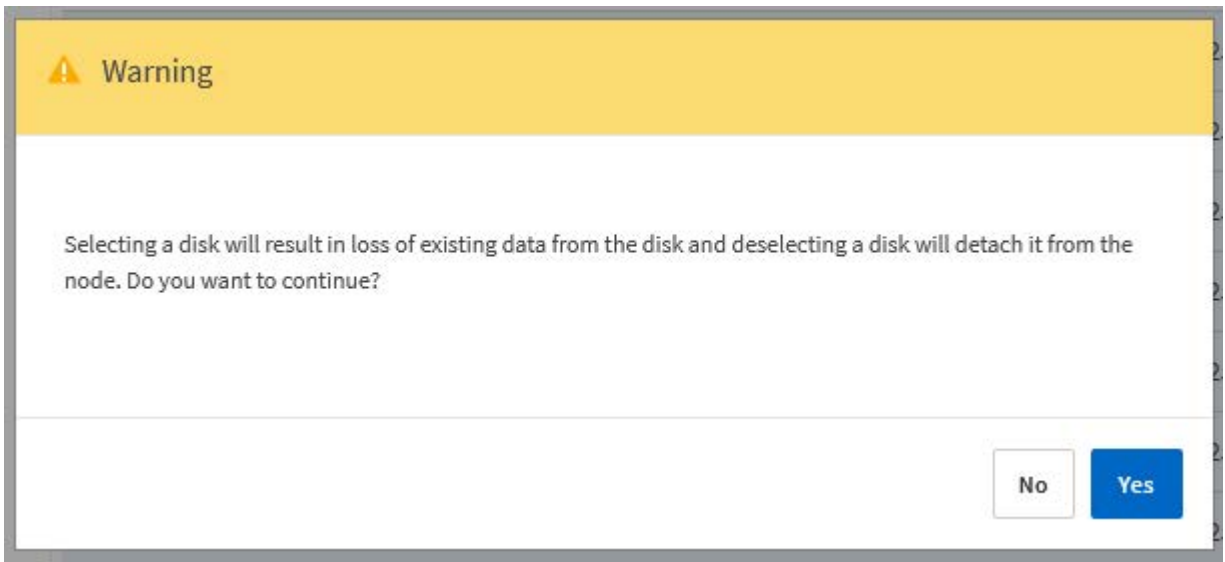 Warning
Selecting a disk will result in loss of existing data from the disk and deselecting a disk will detach it from the
node. Do you want to continue?
No
Yes